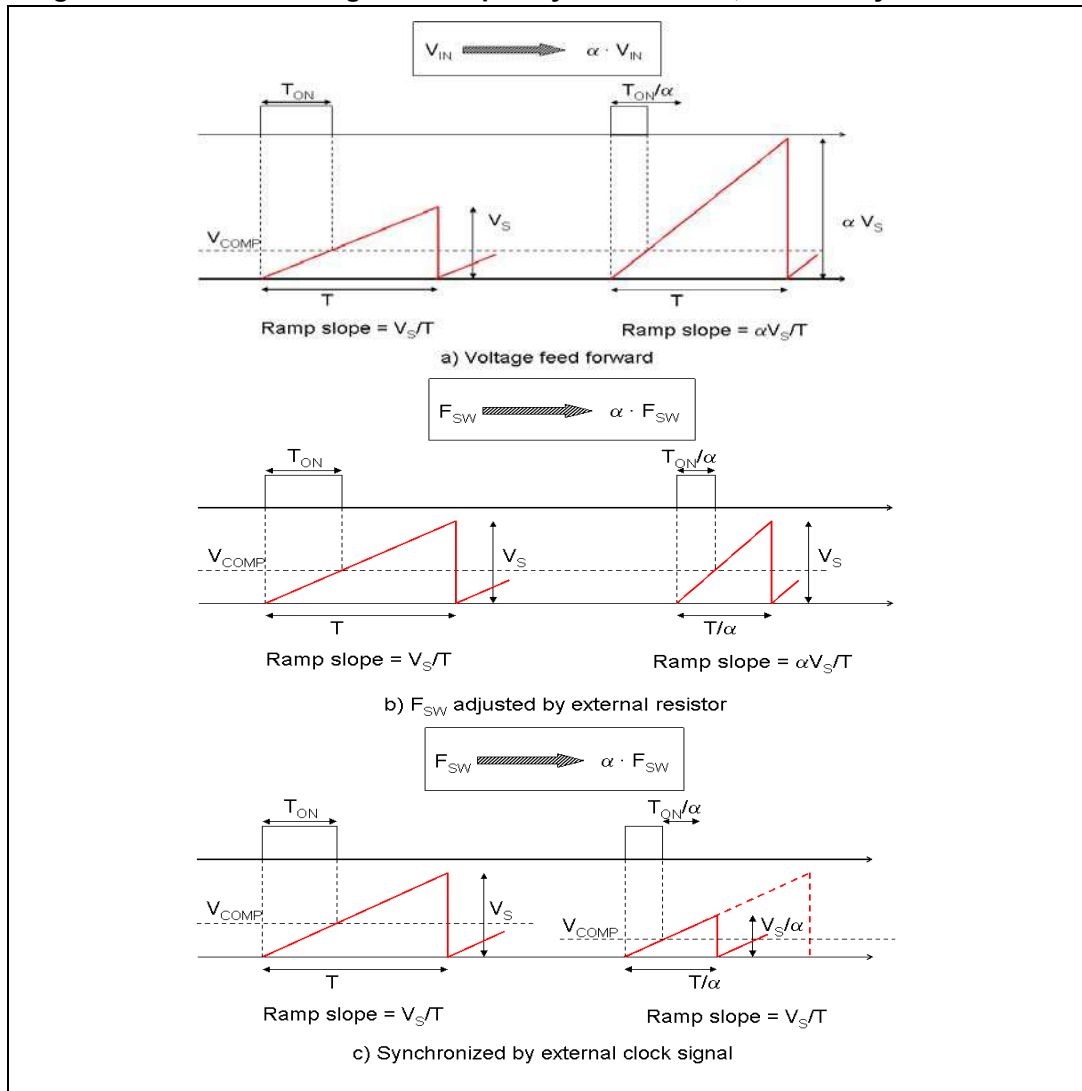 V_IN α · V_IN
T_ON T_ON/α
V_COMP V_S α V_S
T T
Ramp slope = V_S/T Ramp slope = αV_S/T
a) Voltage feed forward
F_SW α · F_SW
T_ON T_ON/α
V_COMP V_S V_S
T T/α
Ramp slope = V_S/T Ramp slope = αV_S/T
b) F_SW adjusted by external resistor
F_SW α · F_SW
T_ON T_ON/α
V_COMP V_S V_COMP V_S/α
T T/α
Ramp slope = V_S/T Ramp slope = V_S/T
c) Synchronized by external clock signal